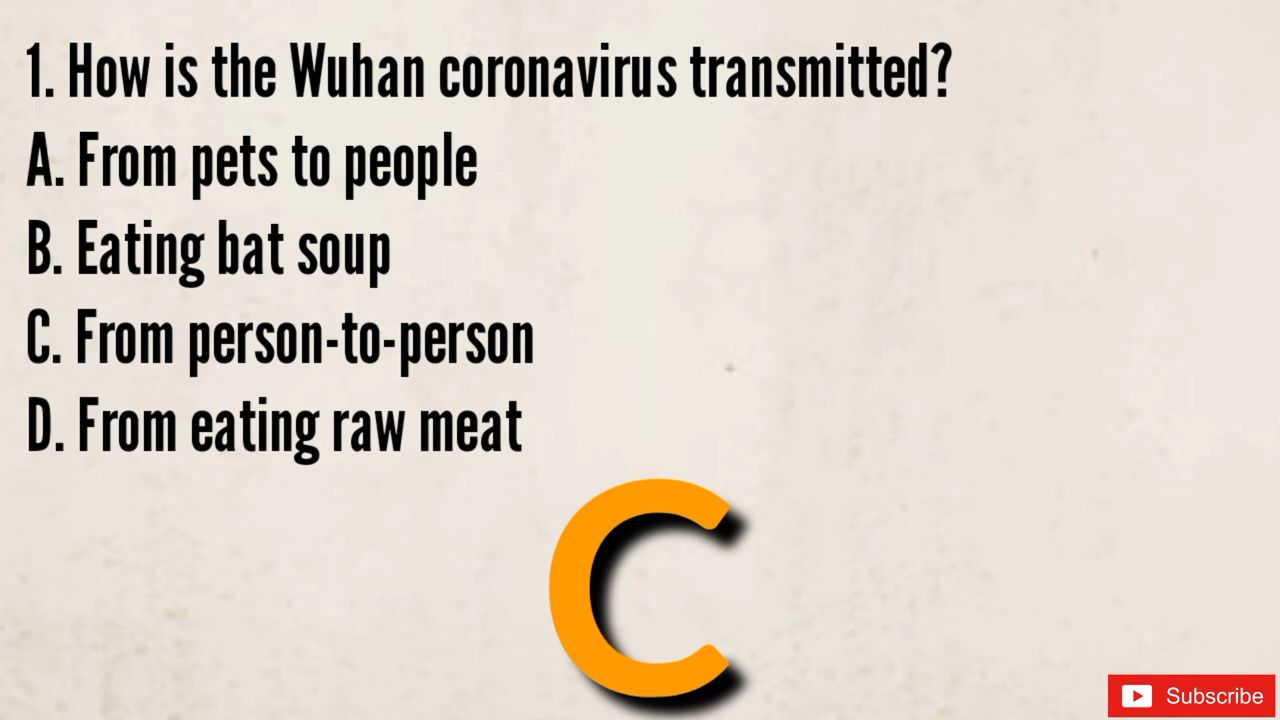 1. How is the Wuhan coronavirus transmitted?
A. From pets to people
B. Eating bat soup
C. From person-to-person
D. From eating raw meat
C
Subscribe